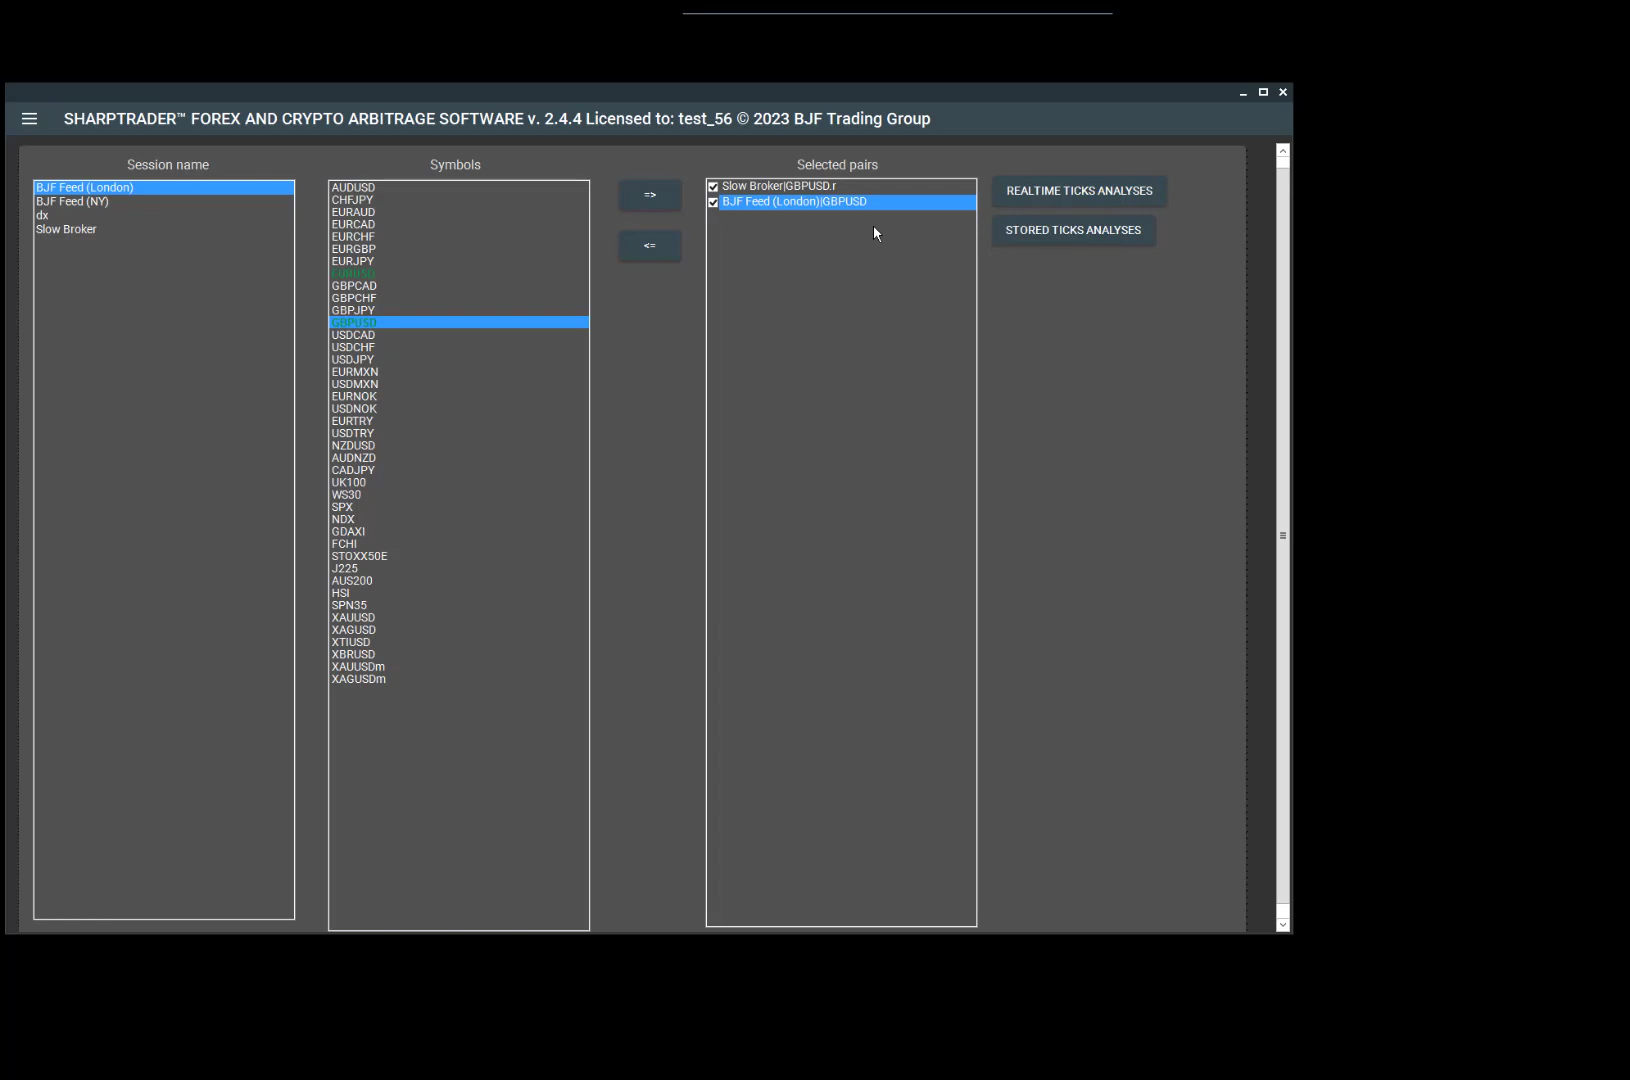 SHARPTRADER™ FOREX AND CRYPTO ARBITRAGE SOFTWARE v. 2.4.4 Licensed to: test_56 © 2023 BJF Trading Group
Session name
BJF Feed (London)
BJF Feed (NY)
dx
Slow Broker
Symbols
AUDUSD
CHFJPY
EURAUD
EURCAD
EURCHF
EURGBP
EURJPY
EURUSD
GBPCAD
GBPCHF
GBPJPY
GBPUSD
USDCAD
USDCHF
USDJPY
EURMXN
USDMXN
EURNOK
USDNOK
EURTRY
USDTRY
NZDUSD
AUDNZD
CADJPY
UK100
WS30
SPX
NDX
GDAXI
FCHI
STOXX50E
J225
AUS200
HSI
SPN35
XAUUSD
XAGUSD
XTIUSD
XBRUSD
XAUUSDm
XAGUSDm
=>
<=
Selected pairs
Slow Broker|GBPUSD.r
BJF Feed (London)|GBPUSD
REALTIME TICKS ANALYSES
STORED TICKS ANALYSES